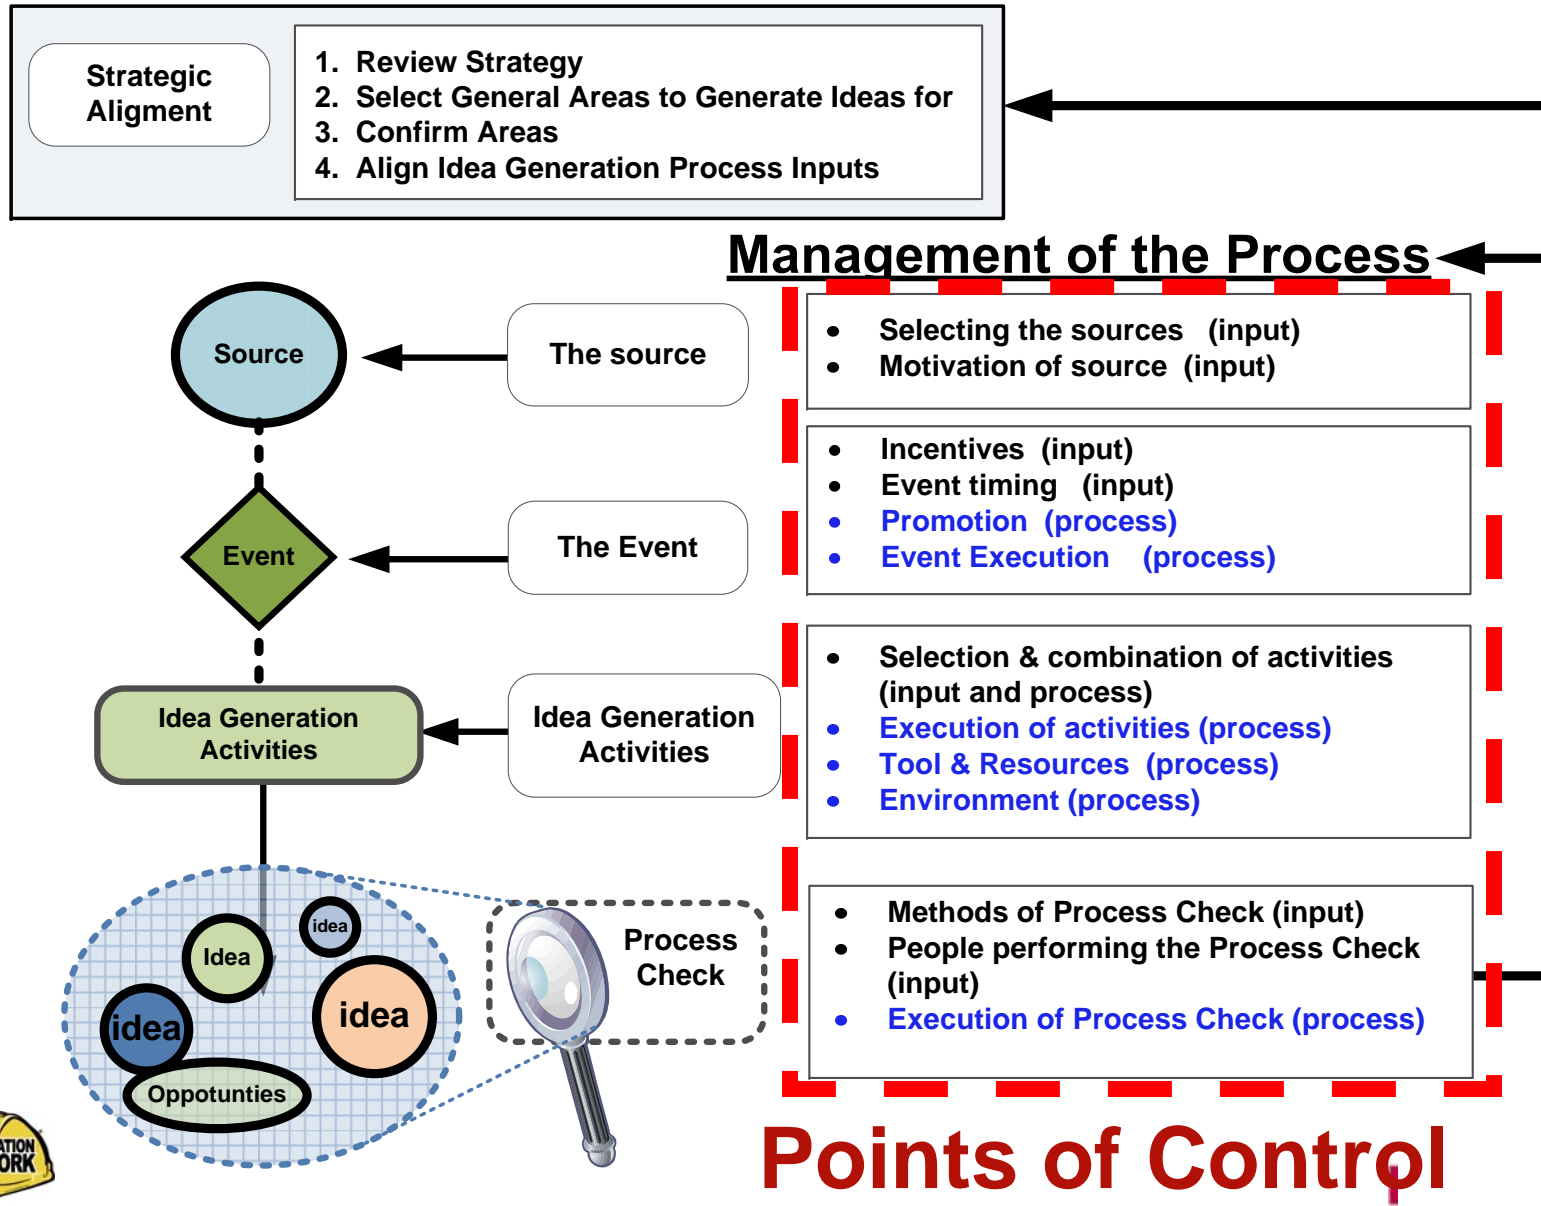 Strategic
Aligment
1. Review Strategy
2. Select General Areas to Generate Ideas for
3. Confirm Areas
4. Align Idea Generation Process Inputs
Management of the Process
Source
The source
• Selecting the sources (input)
• Motivation of source (input)
Event
The Event
• Incentives (input)
• Event timing (input)
• Promotion (process)
• Event Execution (process)
Idea Generation
Activities
Idea Generation
Activities
• Selection & combination of activities
(input and process)
• Execution of activities (process)
• Tool & Resources (process)
• Environment (process)
idea
Idea
idea
idea
Oppotunties
Process
Check
• Methods of Process Check (input)
• People performing the Process Check
(input)
• Execution of Process Check (process)
Points of Control